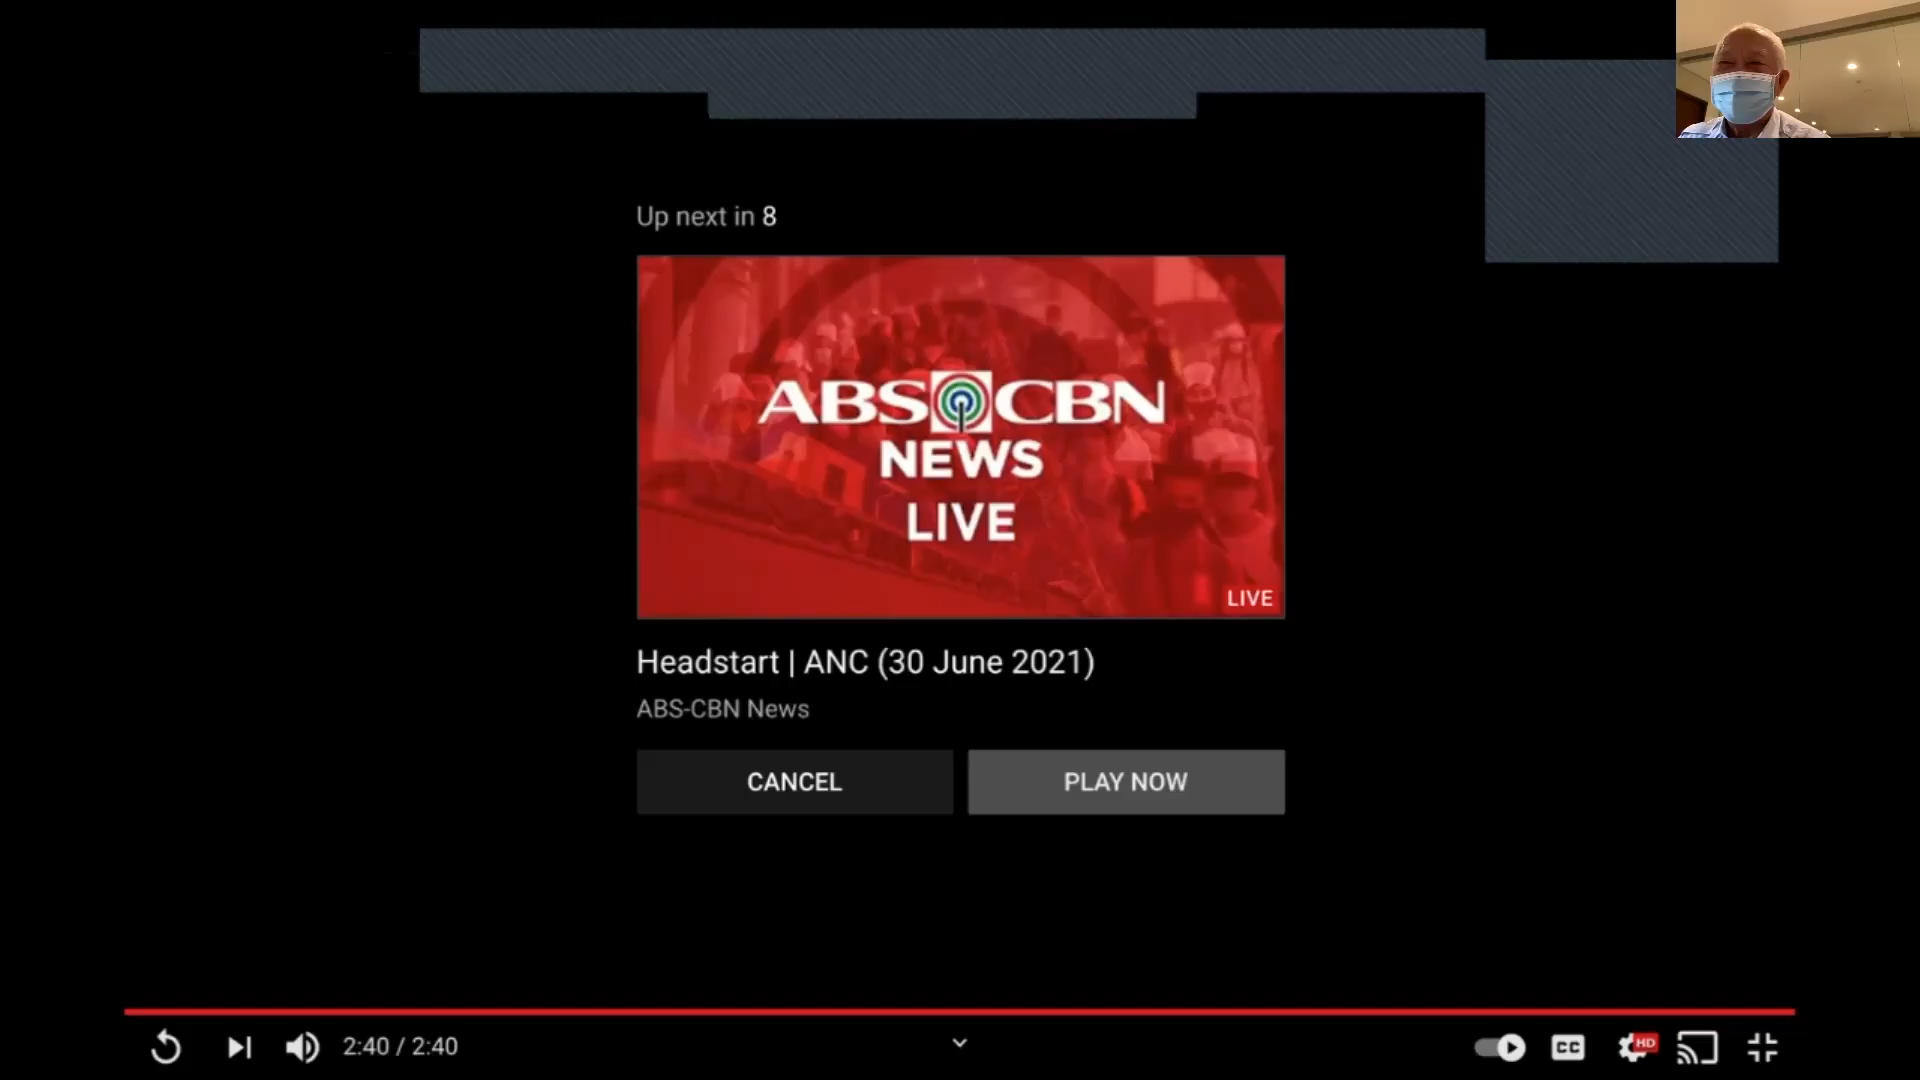 Up next in 8
ABS CBN
NEWS
LIVE
LIVE
Headstart | ANC (30 June 2021)
ABS-CBN News
CANCEL
PLAY NOW
2:40 / 2:40
CC
HD